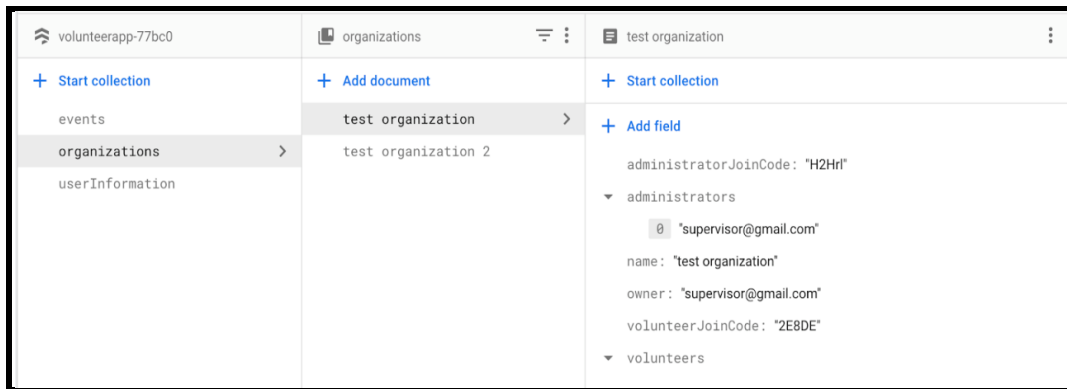 volunteerapp-77bc0
+ Start collection
events
organizations
userInformation
organizations
+ Add document
test organization
test organization 2
test organization
+ Start collection
+ Add field
administratorJoinCode: "H2Hrl"
administrators
0 "supervisor@gmail.com"
name: "test organization"
owner: "supervisor@gmail.com"
volunteerJoinCode: "2E8DE"
volunteers